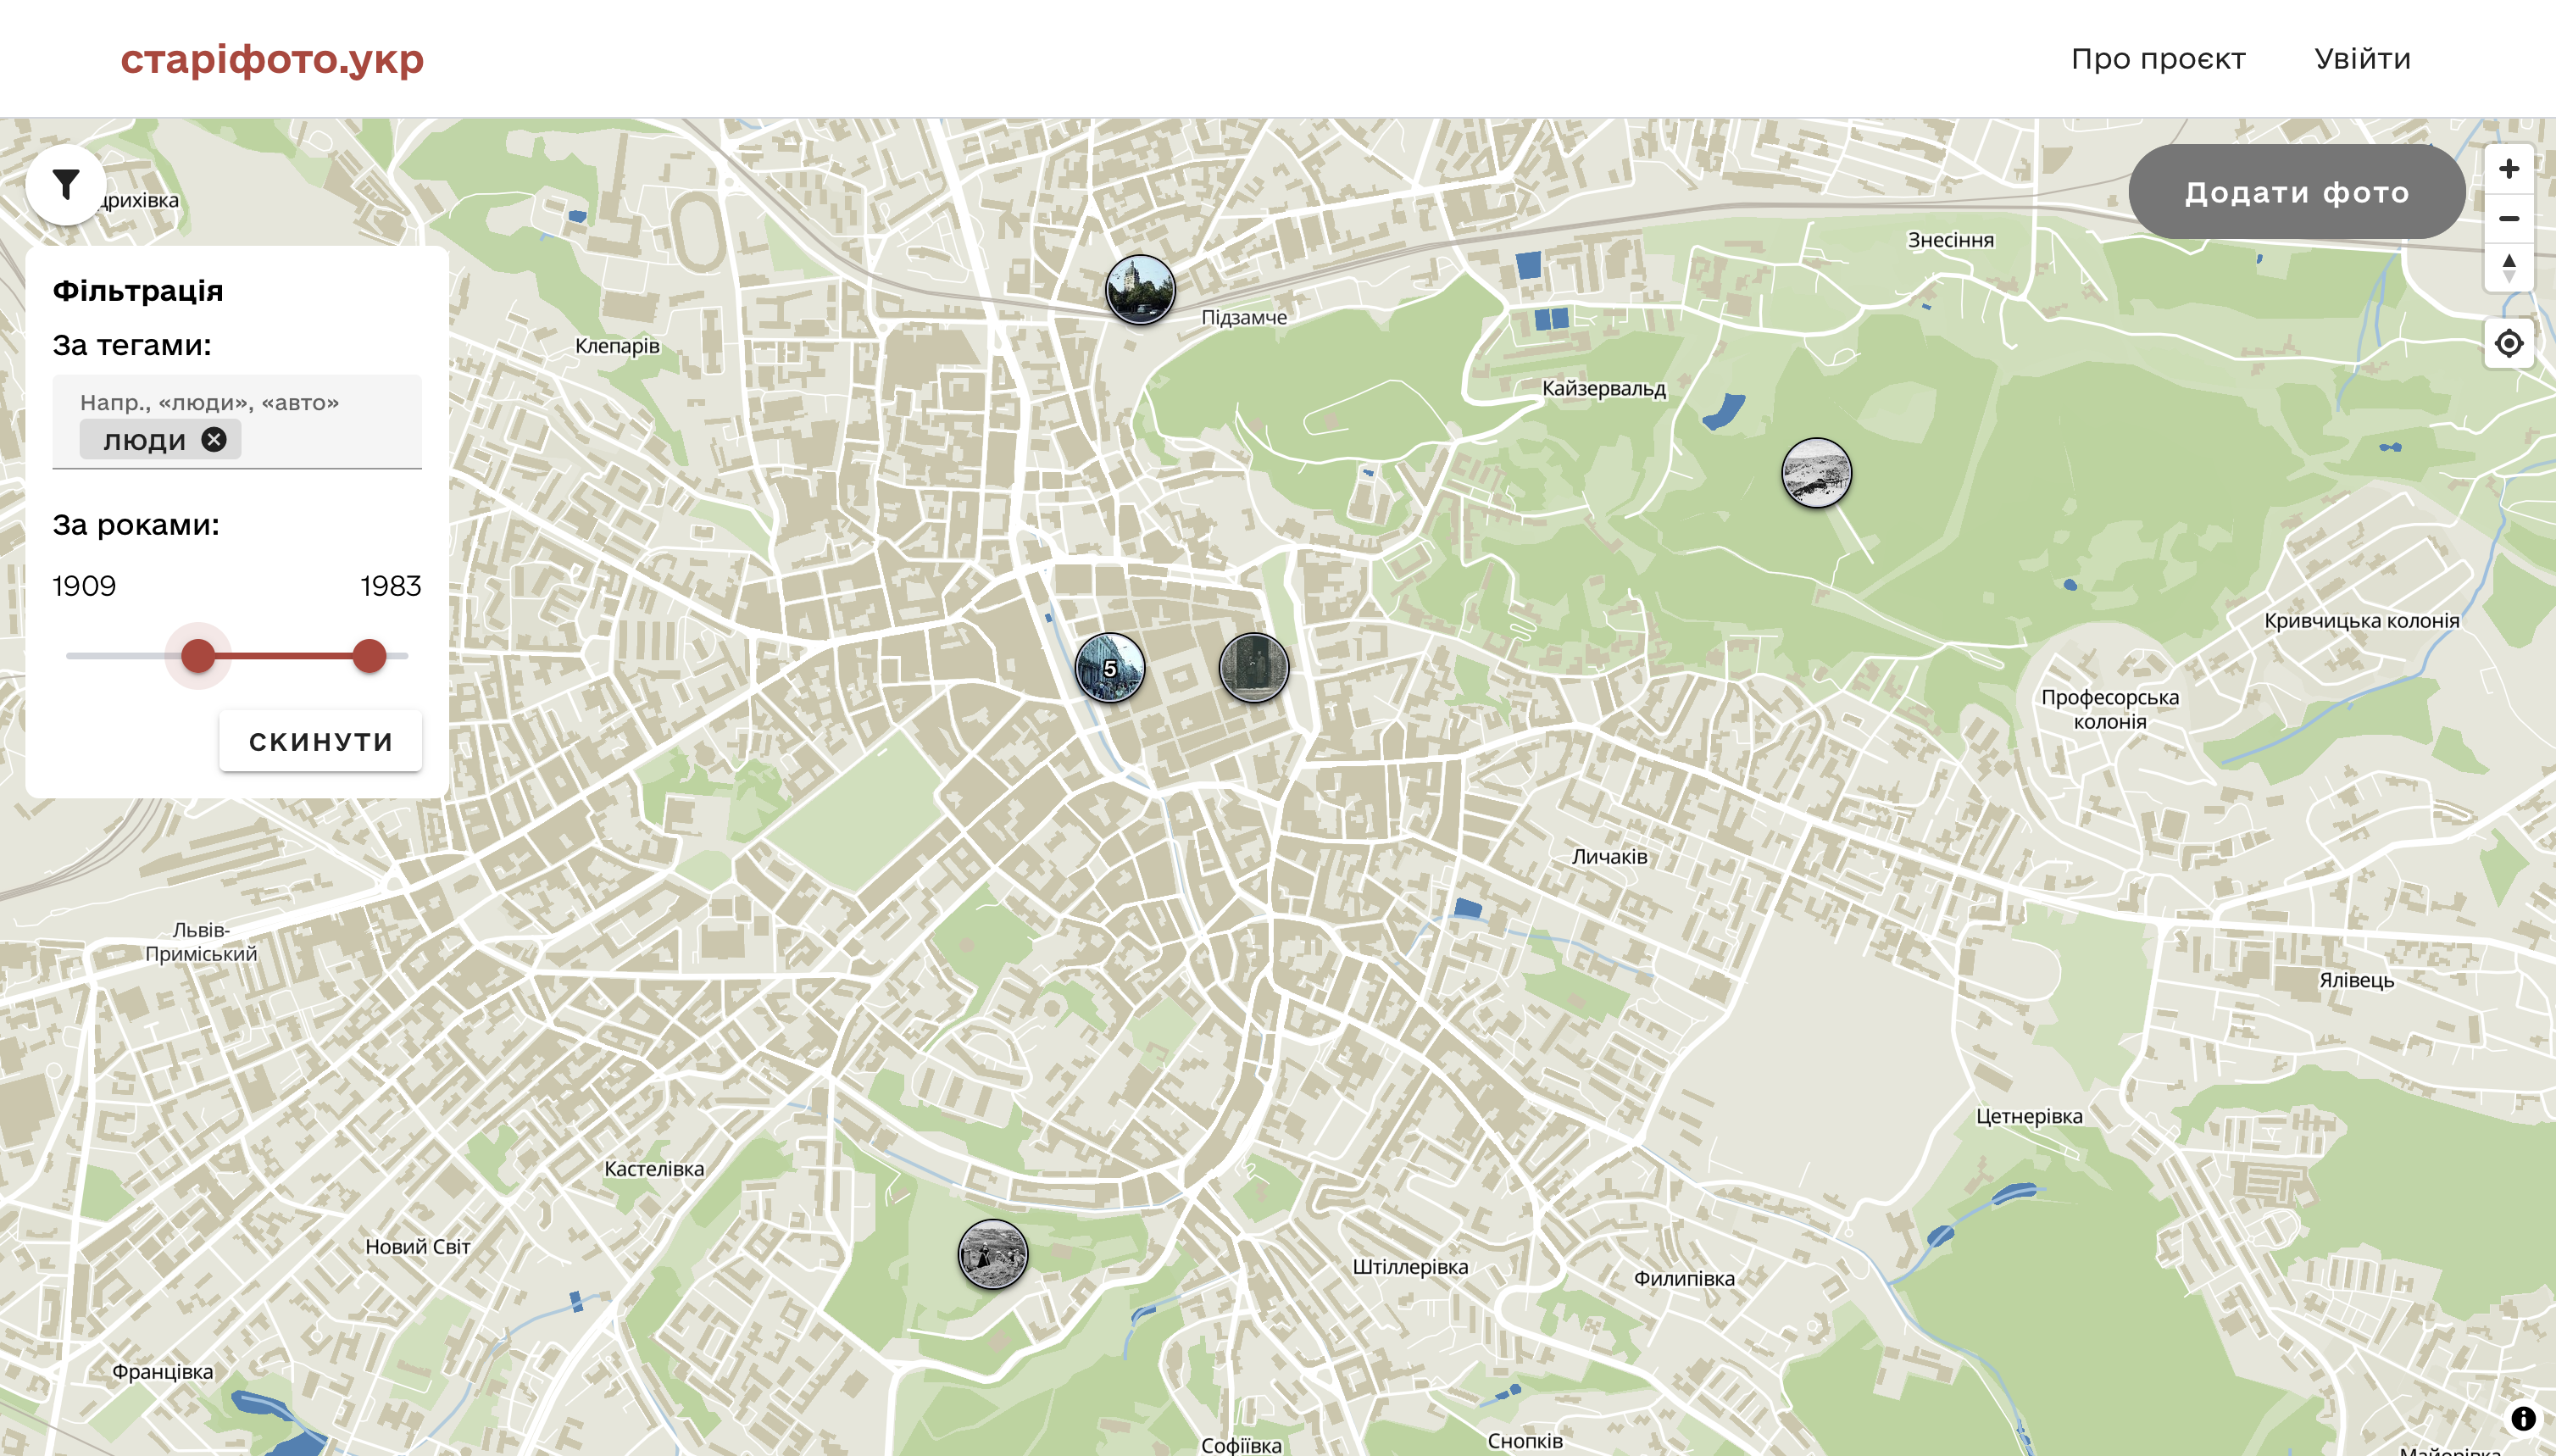 старіфото.укр
Про проєкт
Увійти
Додати фото
Фільтрація
За тегами:
Напр., «люди», «авто»
люди
За роками:
1909
1983
СКИНУТИ
Знесіння
Підзамче
Клепарів
Кайзервальд
5
Кривчицька колонія
Професорська
колонія
Личаків
Львів-
Приміський
Ялівець
Цетнерівка
Кастелівка
Новий Світ
Штіллерівка
Филипівка
Францівка
Снопків
Софіївка